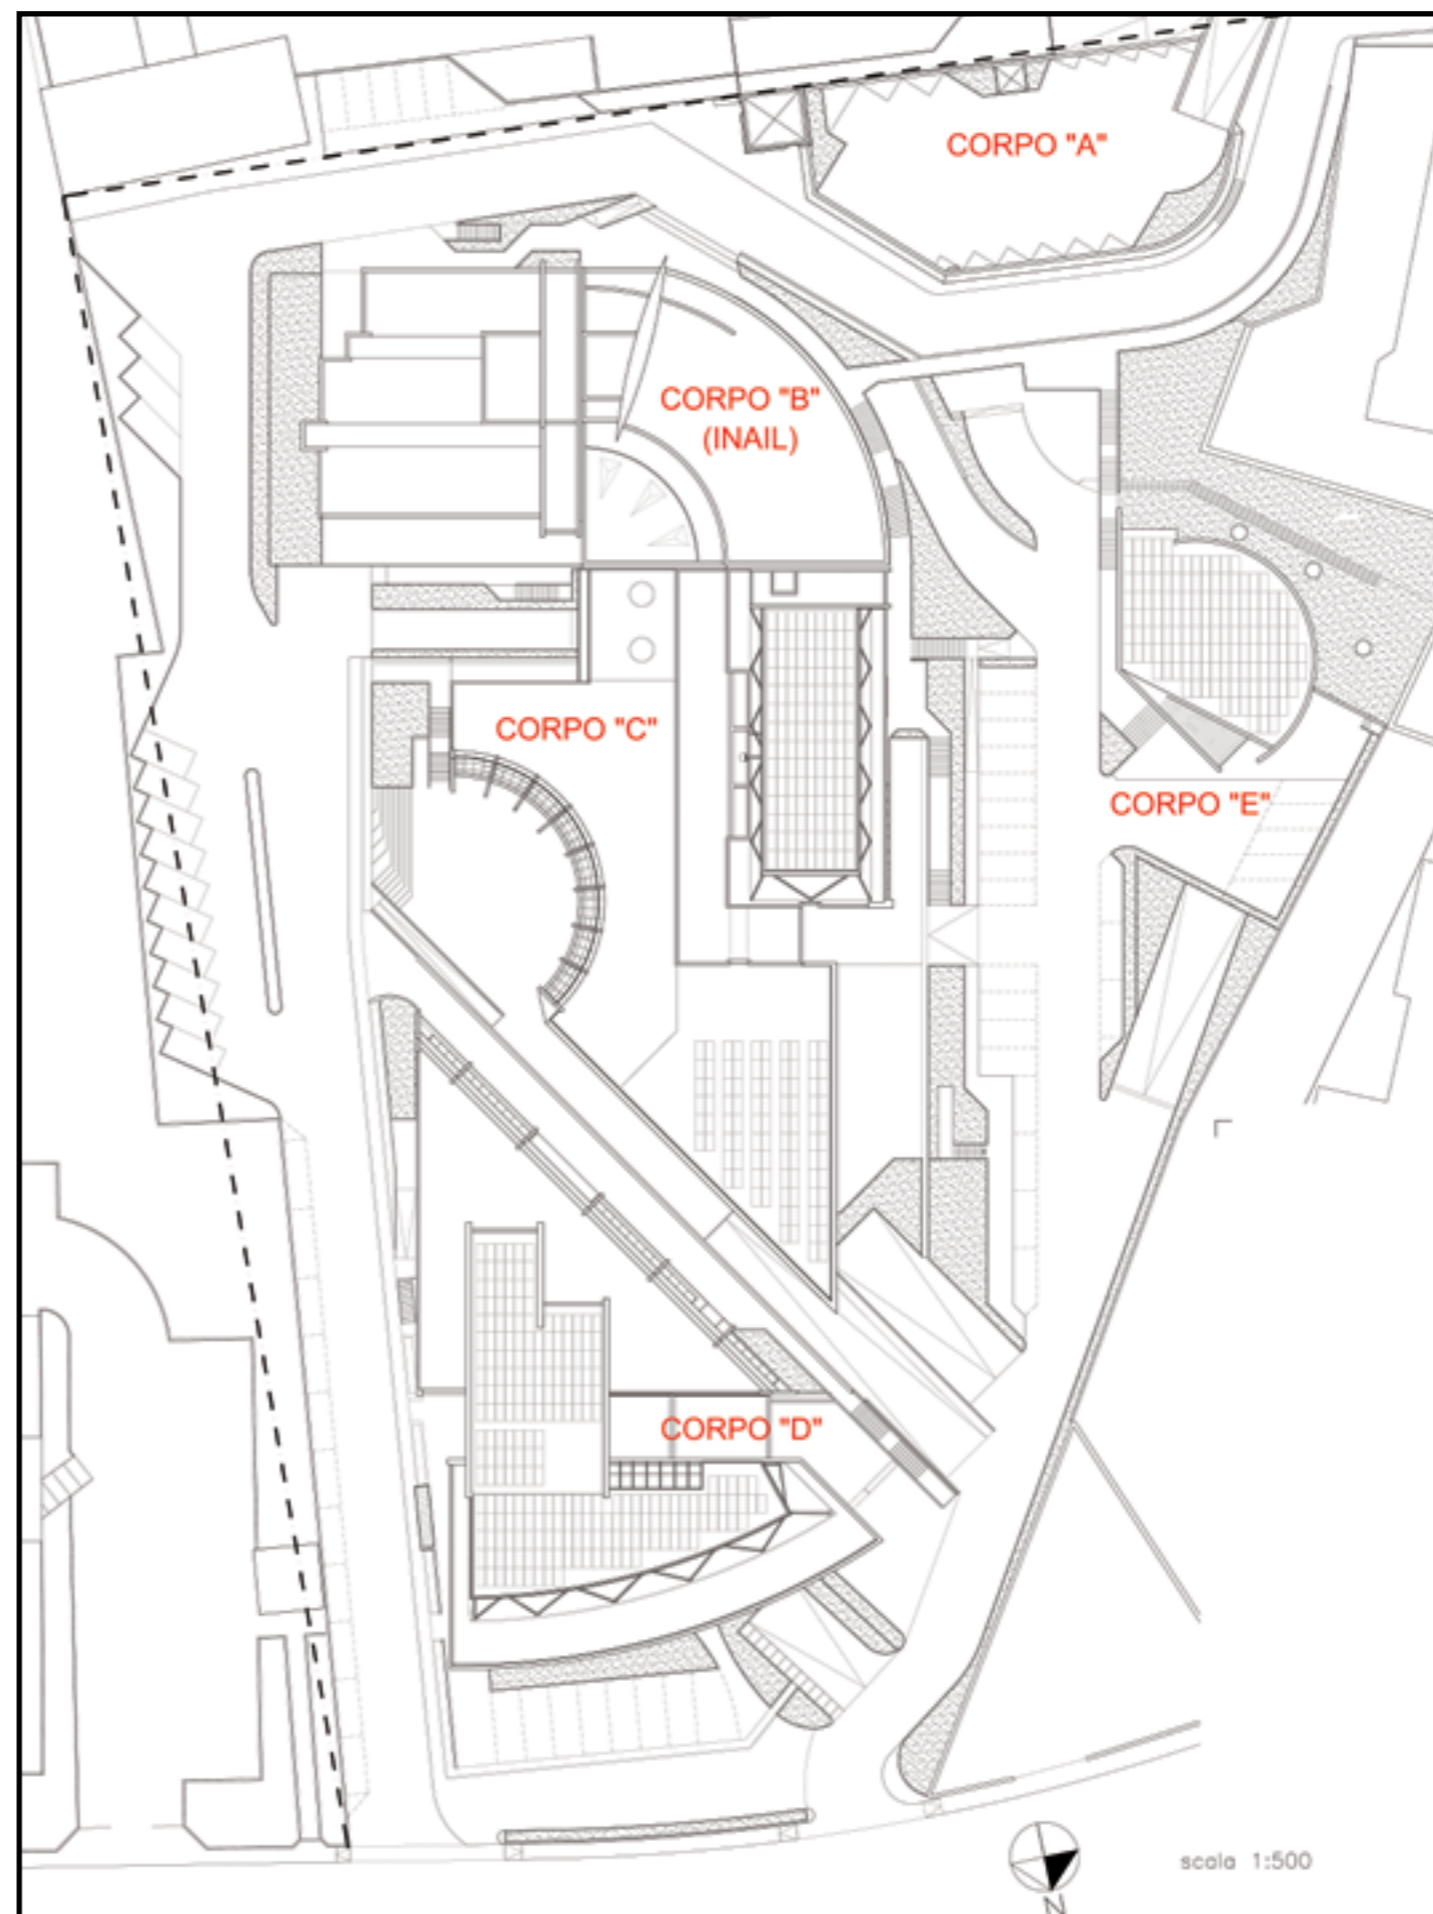 CORPO "A"
CORPO "B"
(INAIL)
CORPO "C"
CORPO "E"
CORPO "D"
scala 1:500
N